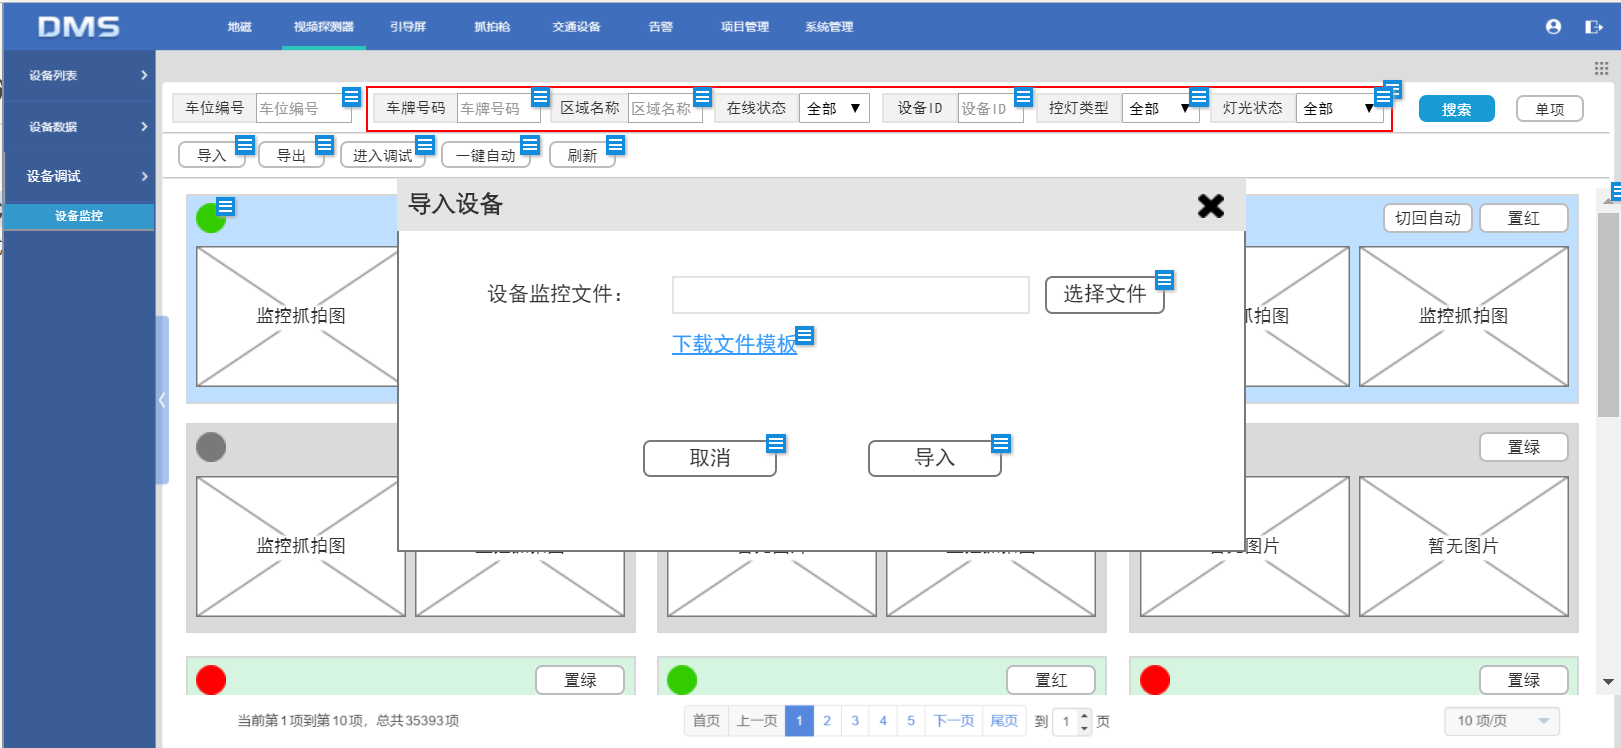 DMS
地磁 视频探测器 引导屏 抓拍枪 交通设备 告警 项目管理 系统管理
设备列表
设备数据
设备调试
设备监控
车位编号 车位编号 车牌号码 车牌号码 区域名称 区域名称 在线状态 全部 ▼ 设备ID 设备ID 控灯类型 全部 ▼ 灯光状态 全部 ▼ 搜索 单项
导入 导出 进入调试 一键自动 刷新
导入设备
切回自动 置红
设备监控文件： 选择文件
下载文件模板
监控抓拍图 抓拍图 监控抓拍图
取消 导入
置绿
监控抓拍图 图片 暂无图片
置绿 置红 置绿
当前第1项到第10项，总共35393项 首页 上一页 1 2 3 4 5 下一页 尾页 到 1 页 10 项/页